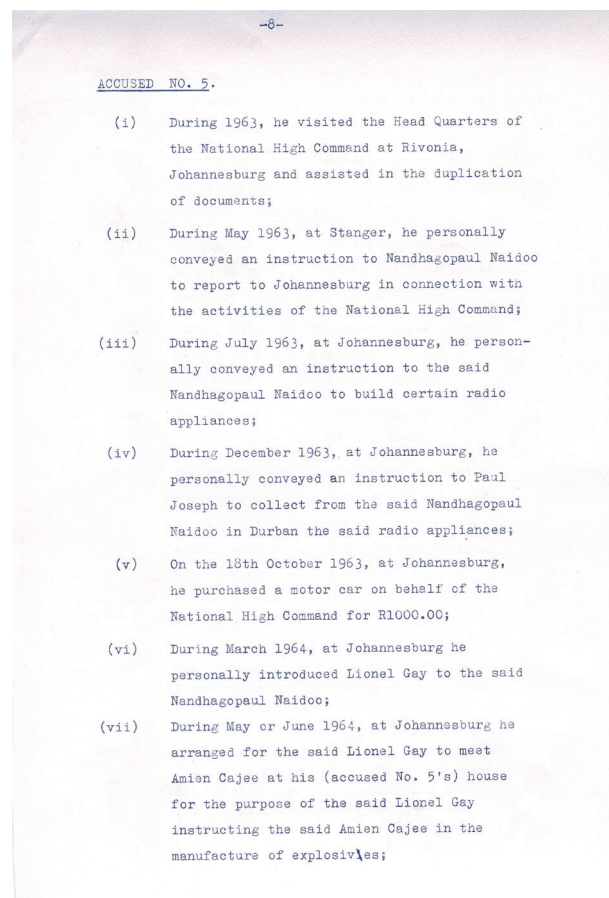 -8-
ACCUSED NO. 5.
(i) During 1963, he visited the Head Quarters of
the National High Command at Rivonia,
Johannesburg and assisted in the duplication
of documents;
(ii) During May 1963, at Stanger, he personally
conveyed an instruction to Nandhagopaul Naidoo
to report to Johannesburg in connection with
the activities of the National High Command;
(iii) During July 1963, at Johannesburg, he person-
ally conveyed an instruction to the said
Nandhagopaul Naidoo to build certain radio
appliances;
(iv) During December 1963, at Johannesburg, he
personally conveyed an instruction to Paul
Joseph to collect from the said Nandhagopaul
Naidoo in Durban the said radio appliances;
(v) On the 18th October 1963, at Johannesburg,
he purchased a motor car on behalf of the
National High Command for R1000.00;
(vi) During March 1964, at Johannesburg he
personally introduced Lionel Gay to the said
Nandhagopaul Naidoo;
(vii) During May or June 1964, at Johannesburg he
arranged for the said Lionel Gay to meet
Amien Cajee at his (accused No. 5's) house
for the purpose of the said Lionel Gay
instructing the said Amien Cajee in the
manufacture of explosiv\es;